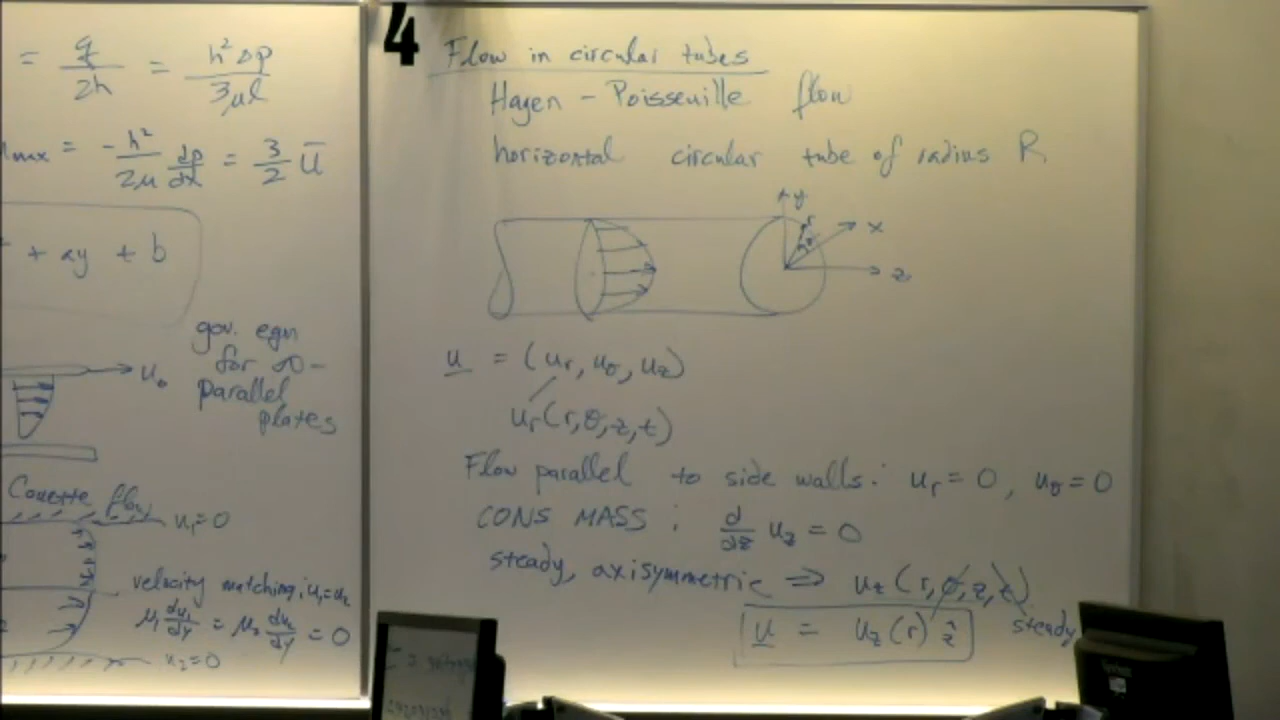 = q/2h = h²Δp/3μl
max = -h²/2μ dp/dx = 3/2 U̅
+ ay + b
gov. eqn
for ∞-
parallel
plates
u₀
Couette flow
u₁=0
velocity matching: u₁=u₂
μ₁ du₁/dy = μ₂ du₂/dy = 0
u₂=0
4
Flow in circular tubes
Hagen - Poisseuille flow
horizontal circular tube of radius R
y
r
θ
x
z
u = (u_r, u_θ, u_z)
u_r(r,θ,z,t)
Flow parallel to side walls: u_r = 0, u_θ = 0
CONS MASS : d/dz u_z = 0
steady, axisymmetric ⇒ u_z (r, θ, z, t)
steady
u = u_z(r) ẑ